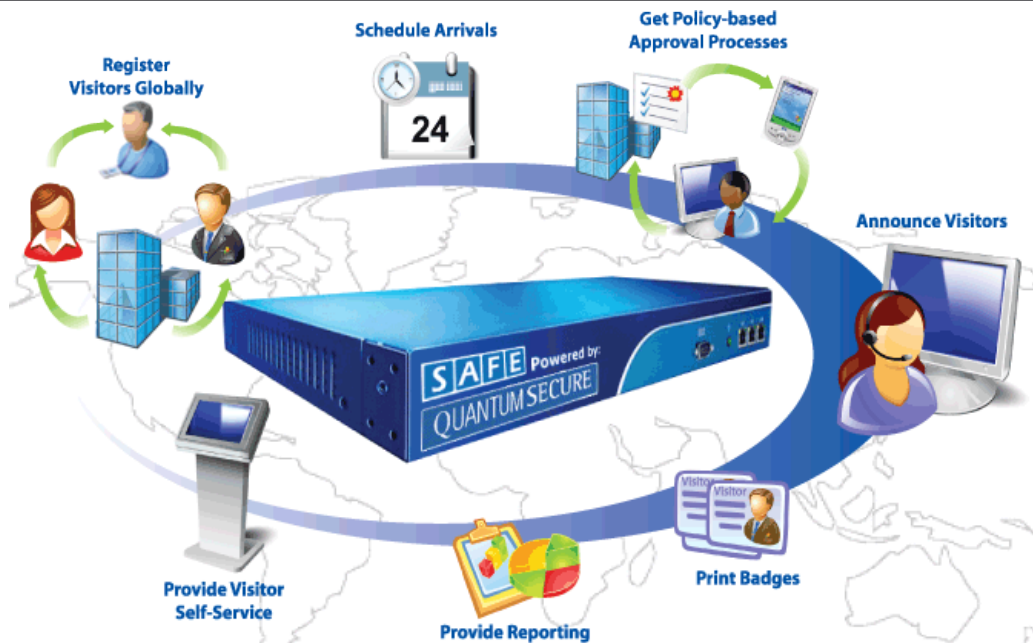 Schedule Arrivals
Get Policy-based
Approval Processes
Register
Visitors Globally
24
Announce Visitors
SAFE Powered by:
QUANTUM SECURE
Visitor
Visitor
Print Badges
Provide Visitor
Self-Service
Provide Reporting